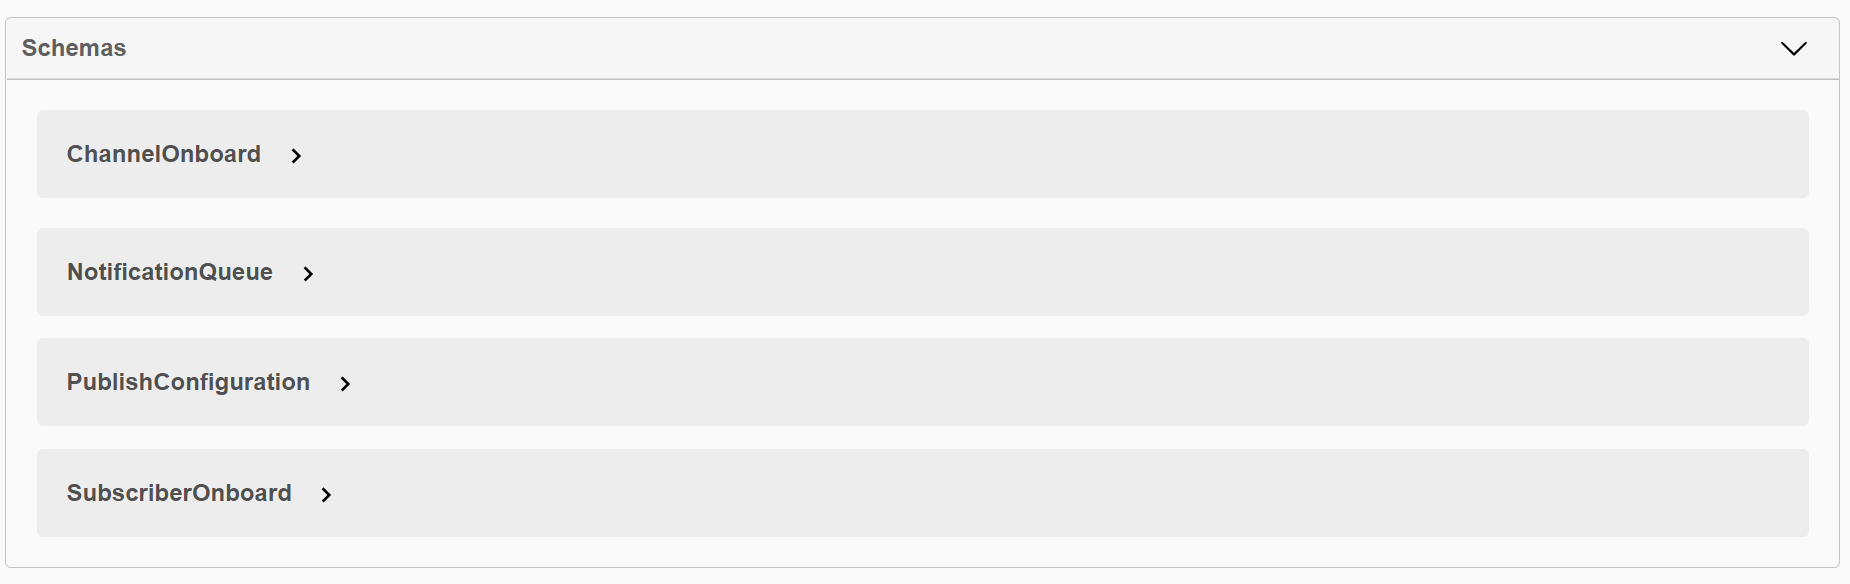 Schemas
ChannelOnboard
NotificationQueue
PublishConfiguration
SubscriberOnboard